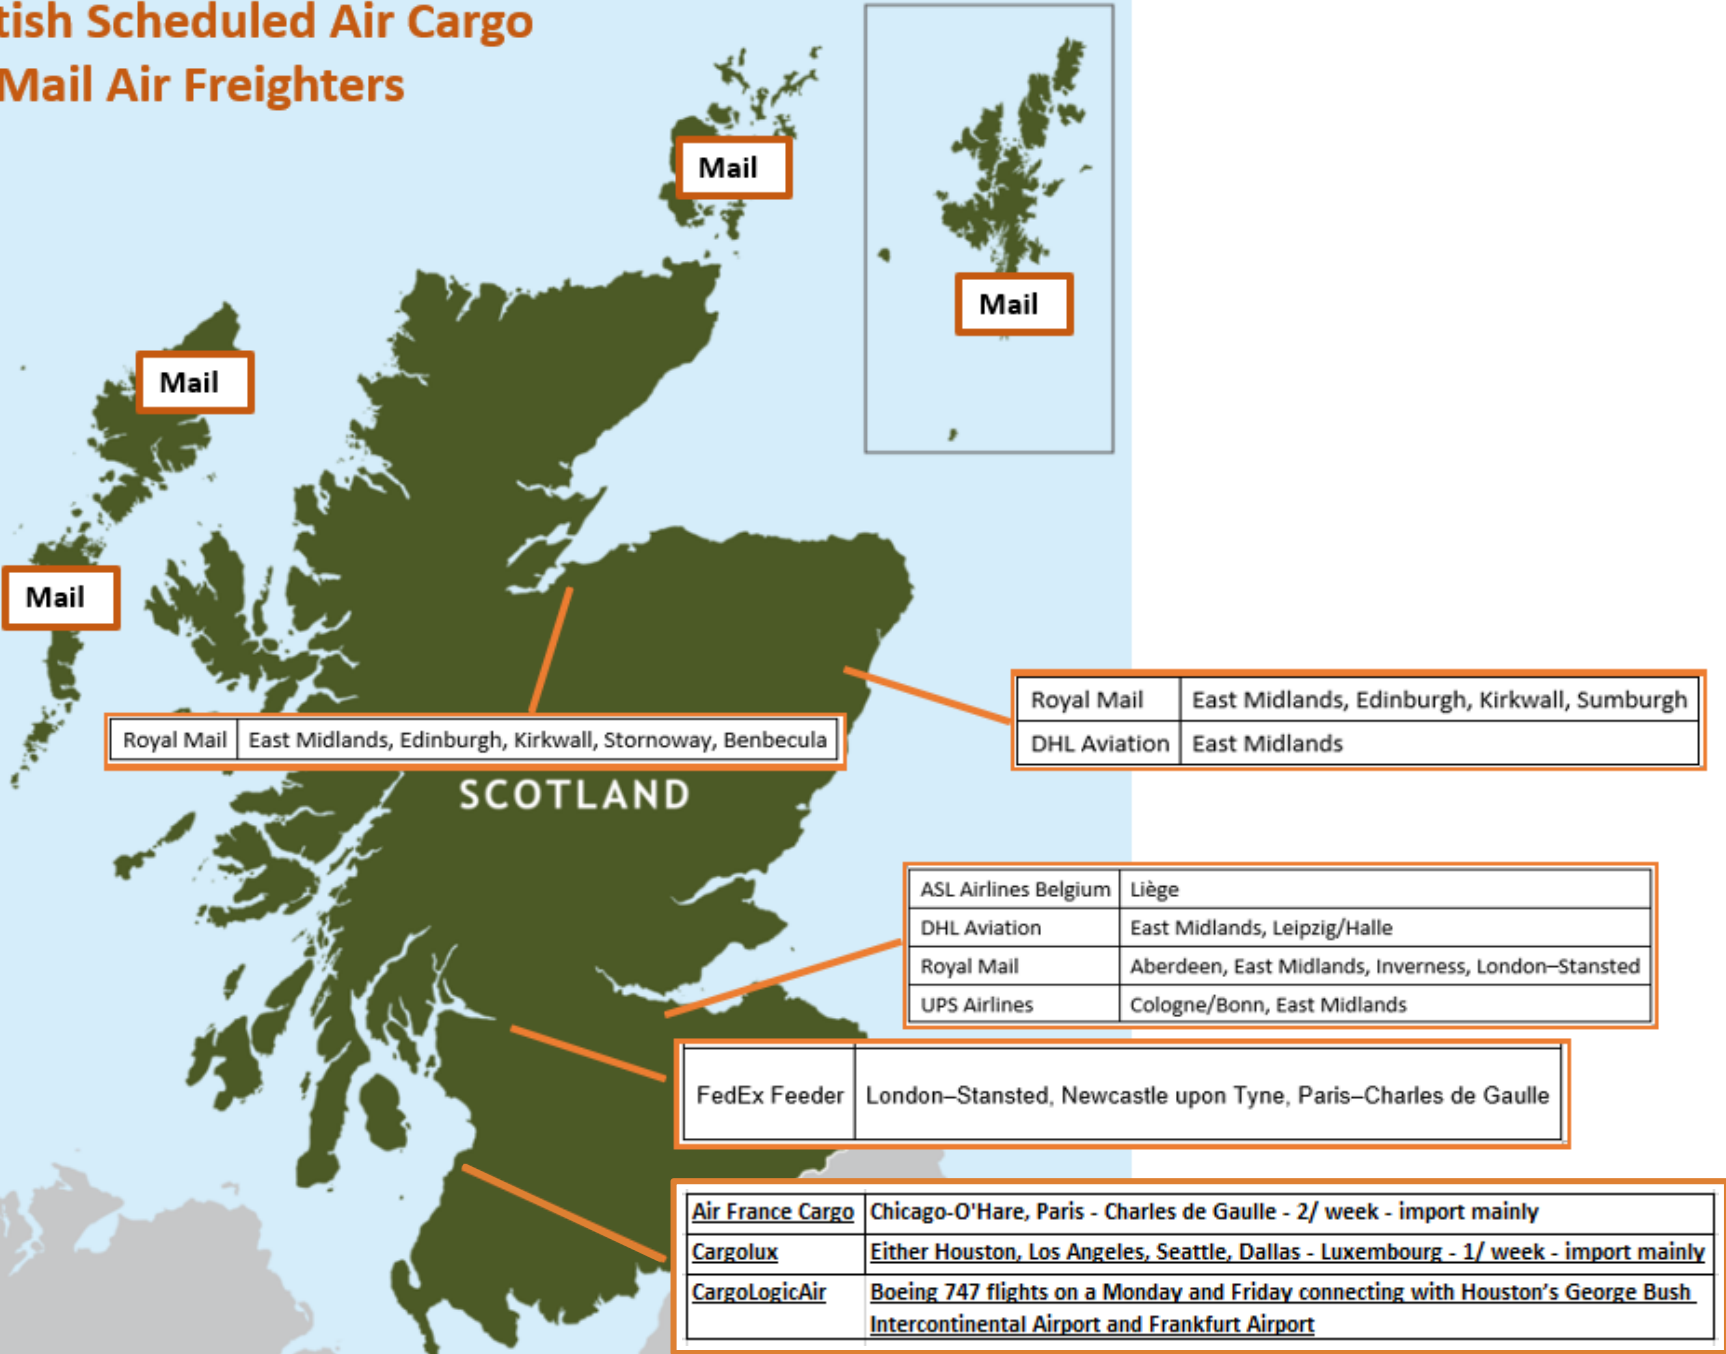 tish Scheduled Air Cargo
Mail Air Freighters
Mail
Mail
Mail
Mail
Royal Mail East Midlands, Edinburgh, Kirkwall, Stornoway, Benbecula
SCOTLAND
Royal Mail East Midlands, Edinburgh, Kirkwall, Sumburgh
DHL Aviation East Midlands
ASL Airlines Belgium Liège
DHL Aviation East Midlands, Leipzig/Halle
Royal Mail Aberdeen, East Midlands, Inverness, London–Stansted
UPS Airlines Cologne/Bonn, East Midlands
FedEx Feeder London–Stansted, Newcastle upon Tyne, Paris–Charles de Gaulle
Air France Cargo Chicago-O'Hare, Paris - Charles de Gaulle - 2/ week - import mainly
Cargolux Either Houston, Los Angeles, Seattle, Dallas - Luxembourg - 1/ week - import mainly
CargoLogicAir Boeing 747 flights on a Monday and Friday connecting with Houston’s George Bush
Intercontinental Airport and Frankfurt Airport